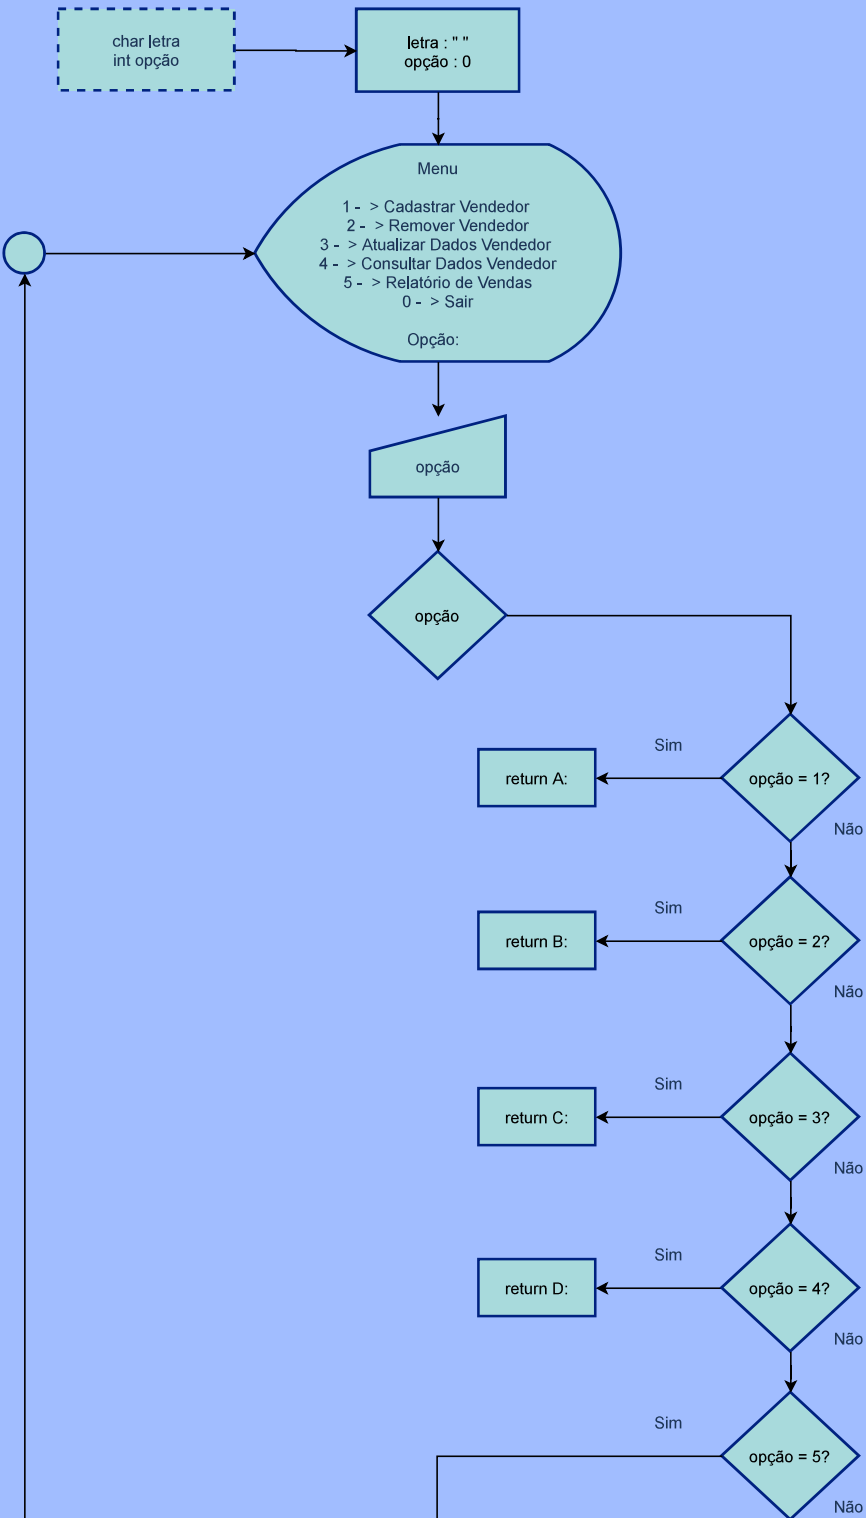 char letra
int opção
letra : " "
opção : 0
Menu
1 - > Cadastrar Vendedor
2 - > Remover Vendedor
3 - > Atualizar Dados Vendedor
4 - > Consultar Dados Vendedor
5 - > Relatório de Vendas
0 - > Sair
Opção:
opção
opção
Sim
return A:
opção = 1?
Não
Sim
return B:
opção = 2?
Não
Sim
return C:
opção = 3?
Não
Sim
return D:
opção = 4?
Não
Sim
opção = 5?
Não